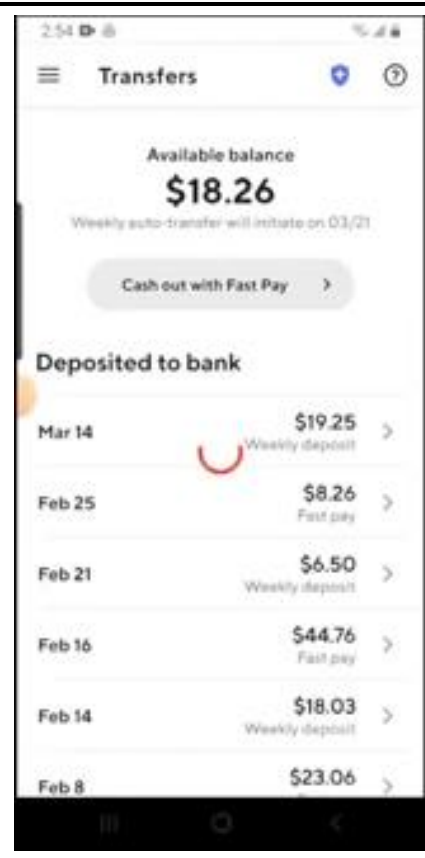 2:54
Transfers
Available balance
$18.26
Weekly auto-transfer will initiate on 03/21
Cash out with Fast Pay >
Deposited to bank
Mar 14 $19.25 >
Weekly deposit
Feb 25 $8.26 >
Fast pay
Feb 21 $6.50 >
Weekly deposit
Feb 16 $44.76 >
Fast pay
Feb 14 $18.03 >
Weekly deposit
Feb 8 $23.06 >